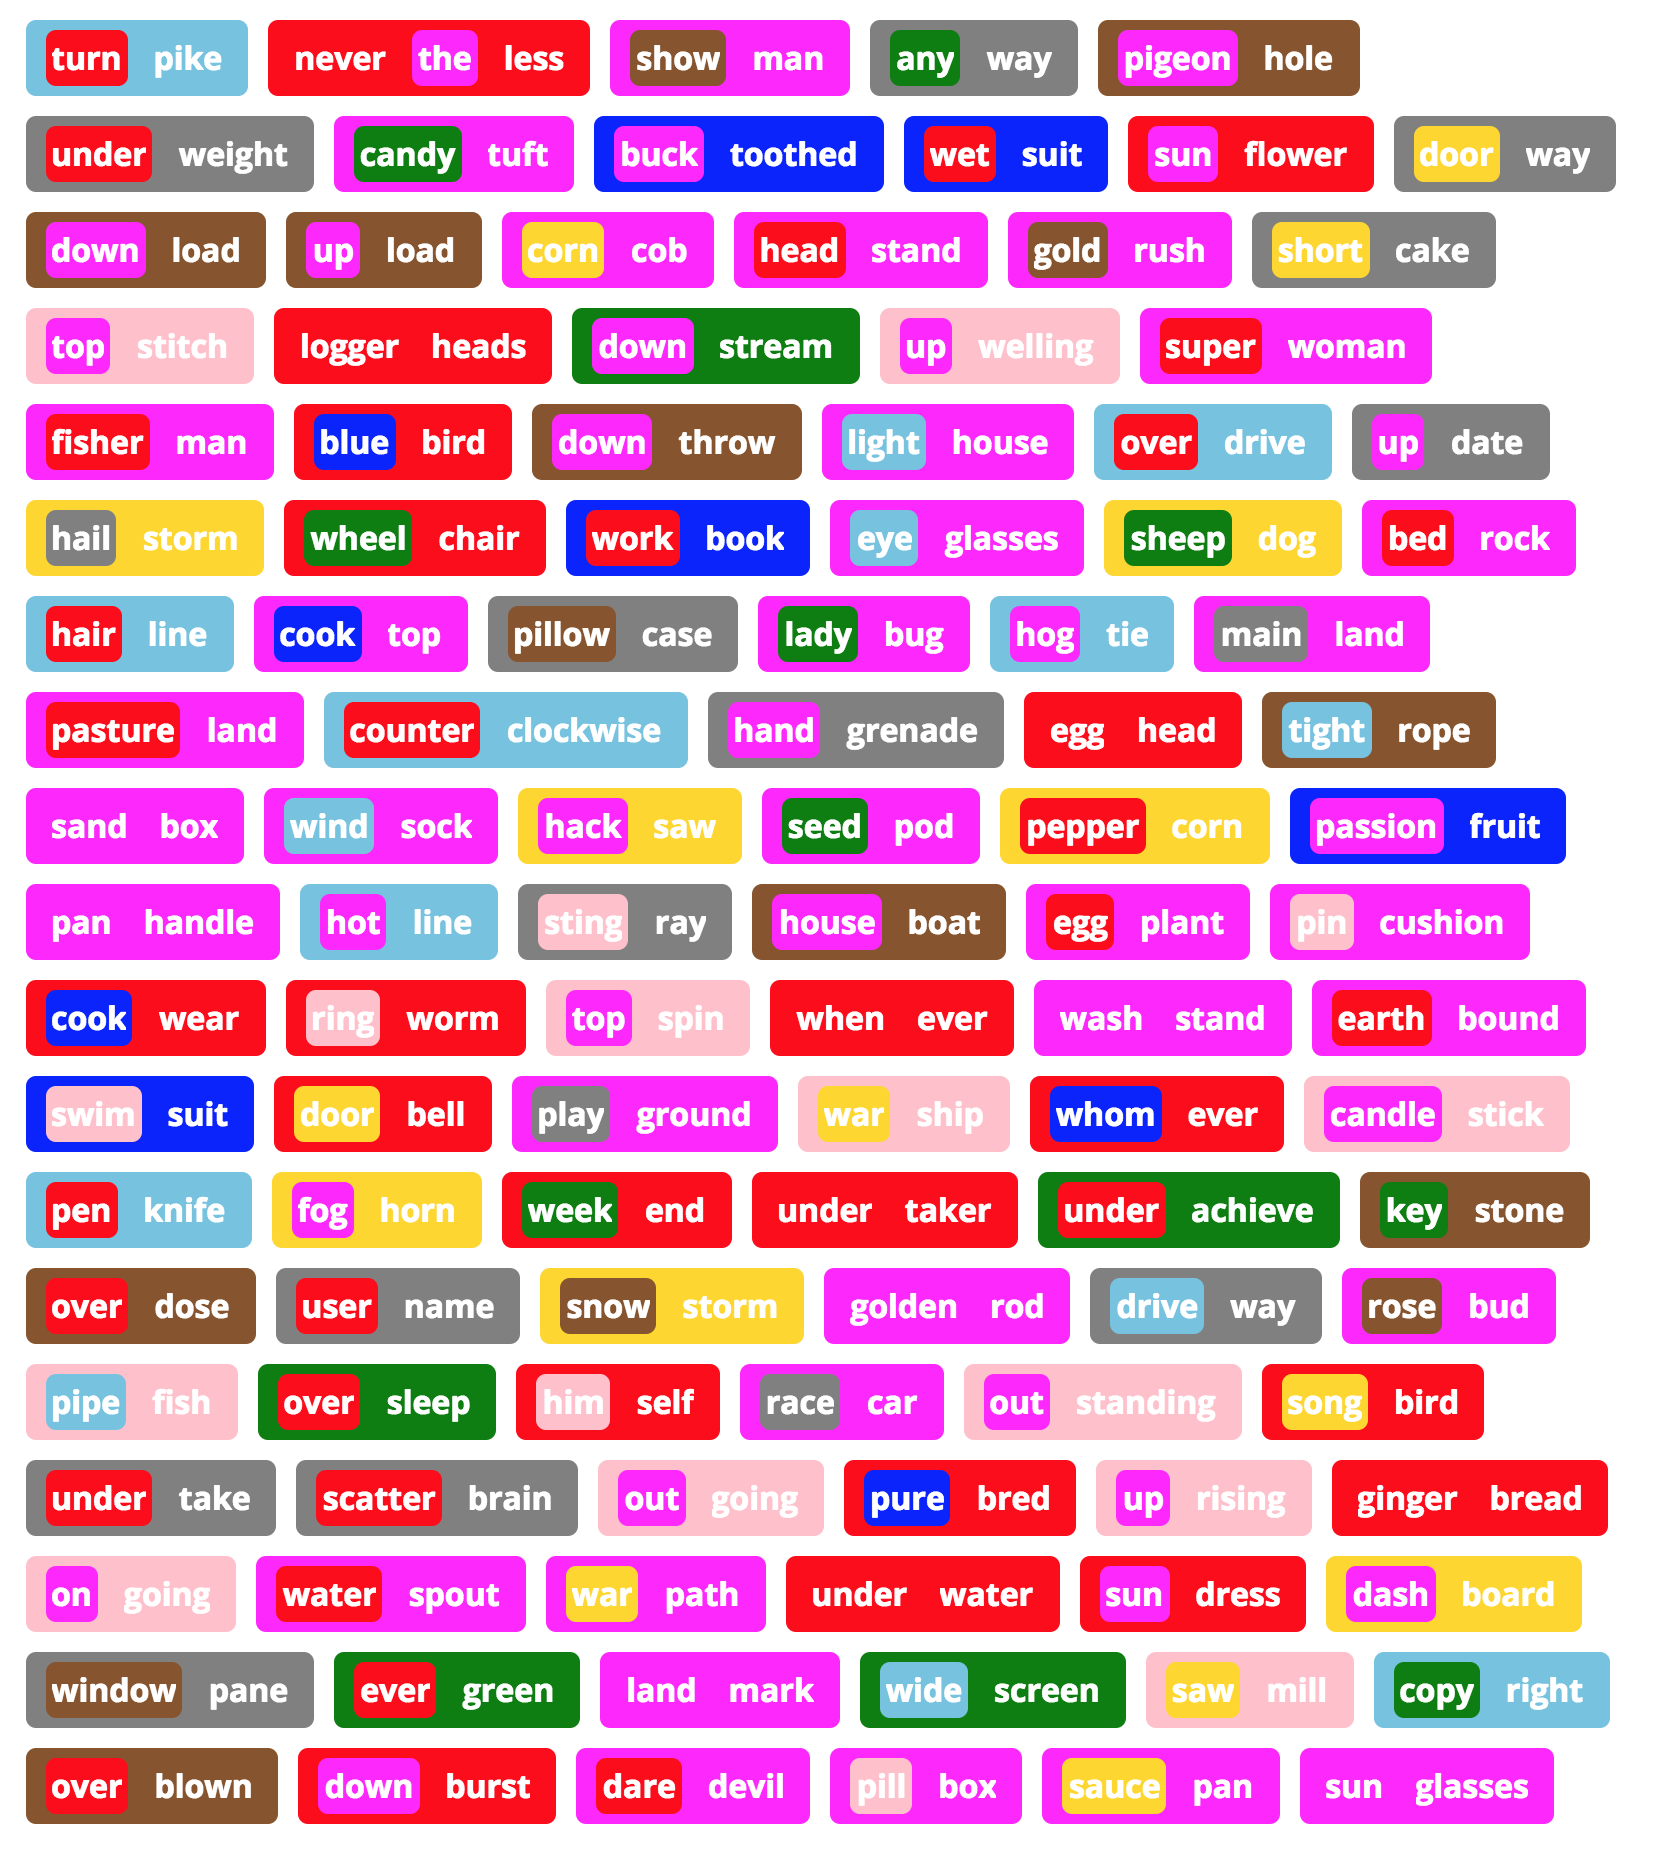 turn pike never the less show man any way pigeon hole
under weight candy tuft buck toothed wet suit sun flower door way
down load up load corn cob head stand gold rush short cake
top stitch logger heads down stream up welling super woman
fisher man blue bird down throw light house over drive up date
hail storm wheel chair work book eye glasses sheep dog bed rock
hair line cook top pillow case lady bug hog tie main land
pasture land counter clockwise hand grenade egg head tight rope
sand box wind sock hack saw seed pod pepper corn passion fruit
pan handle hot line sting ray house boat egg plant pin cushion
cook wear ring worm top spin when ever wash stand earth bound
swim suit door bell play ground war ship whom ever candle stick
pen knife fog horn week end under taker under achieve key stone
over dose user name snow storm golden rod drive way rose bud
pipe fish over sleep him self race car out standing song bird
under take scatter brain out going pure bred up rising ginger bread
on going water spout war path under water sun dress dash board
window pane ever green land mark wide screen saw mill copy right
over blown down burst dare devil pill box sauce pan sun glasses